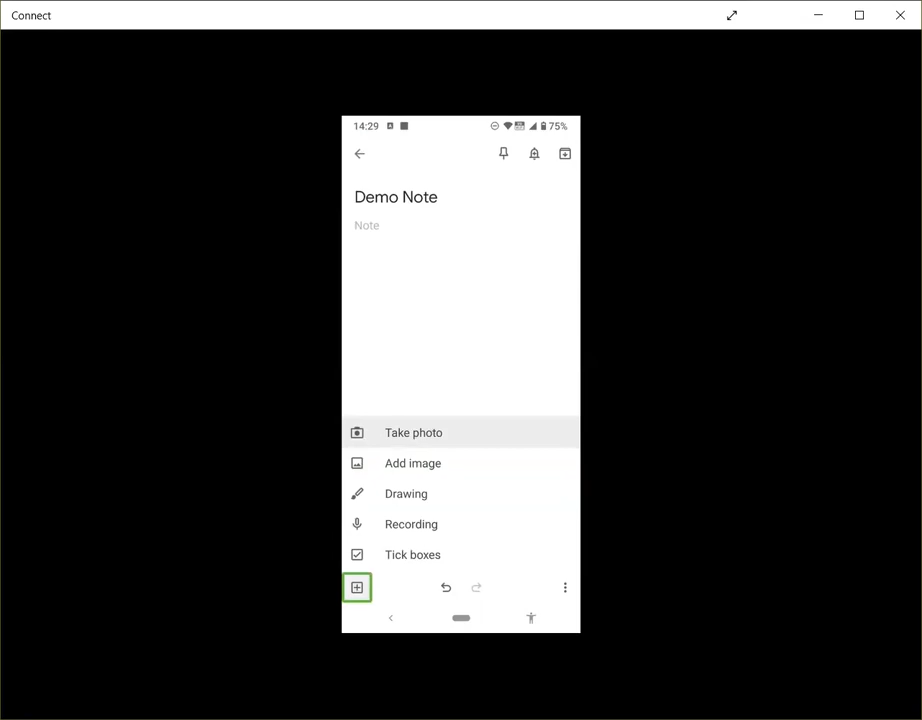 Connect
14:29
75%
Demo Note
Note
Take photo
Add image
Drawing
Recording
Tick boxes